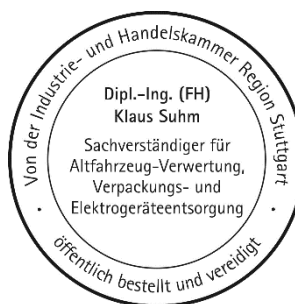 Von der Industrie- und Handelskammer Region Stuttgart
Dipl.-Ing. (FH)
Klaus Suhm
Sachverständiger für
Altfahrzeug-Verwertung,
Verpackungs- und
Elektrogeräteentsorgung
· öffentlich bestellt und vereidigt ·